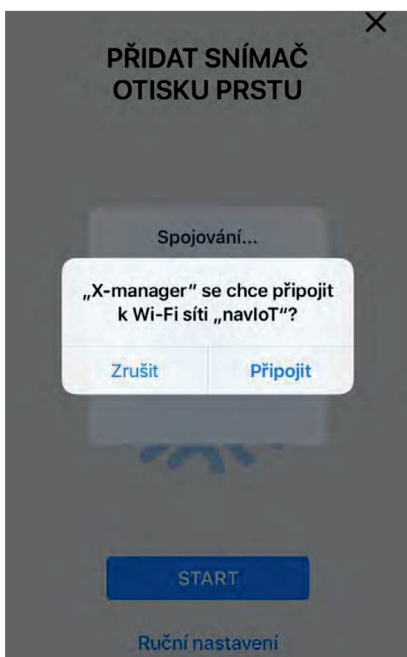 ×
PŘIDAT SNÍMAČ
OTISKU PRSTU
Spojování...
„X-manager" se chce připojit
k Wi-Fi síti „navIoT"?
Zrušit Připojit
START
Ruční nastavení